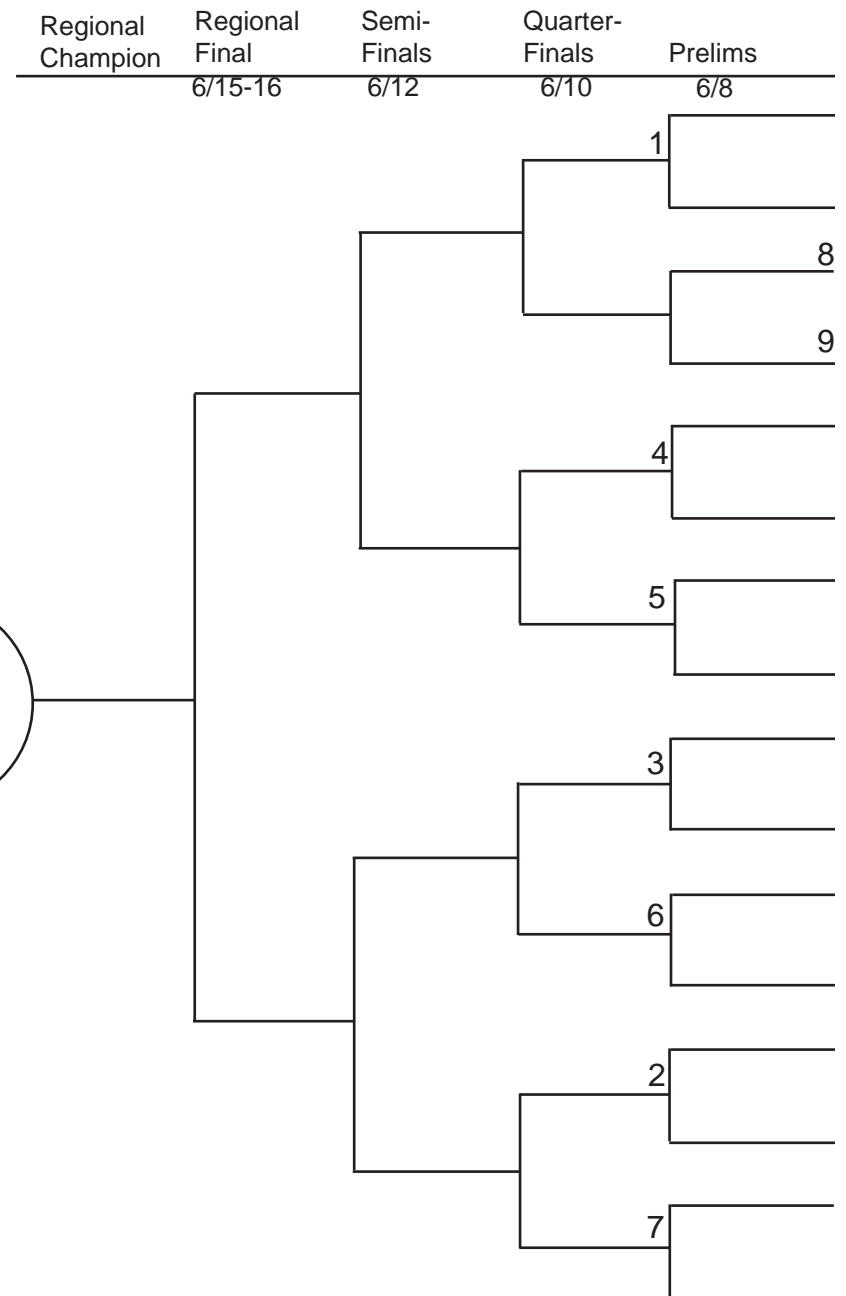 Regional
Champion
Regional
Final
6/15-16
Semi-
Finals
6/12
Quarter-
Finals
6/10
Prelims
6/8
1
8
9
4
5
3
6
2
7